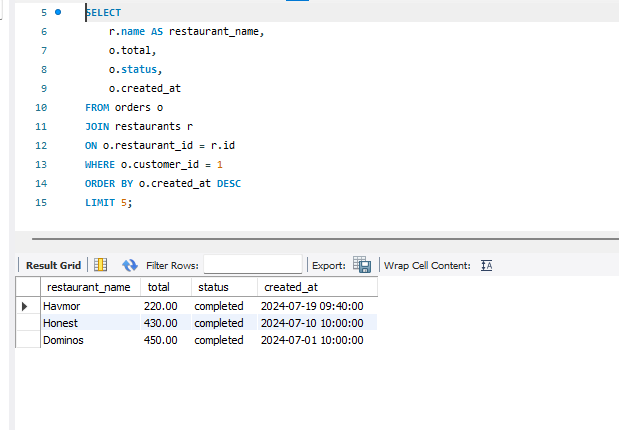 5 SELECT
6 r.name AS restaurant_name,
7 o.total,
8 o.status,
9 o.created_at
10 FROM orders o
11 JOIN restaurants r
12 ON o.restaurant_id = r.id
13 WHERE o.customer_id = 1
14 ORDER BY o.created_at DESC
15 LIMIT 5;
Result Grid Filter Rows: Export: Wrap Cell Content:
restaurant_name total status created_at
Havmor 220.00 completed 2024-07-19 09:40:00
Honest 430.00 completed 2024-07-10 10:00:00
Dominos 450.00 completed 2024-07-01 10:00:00